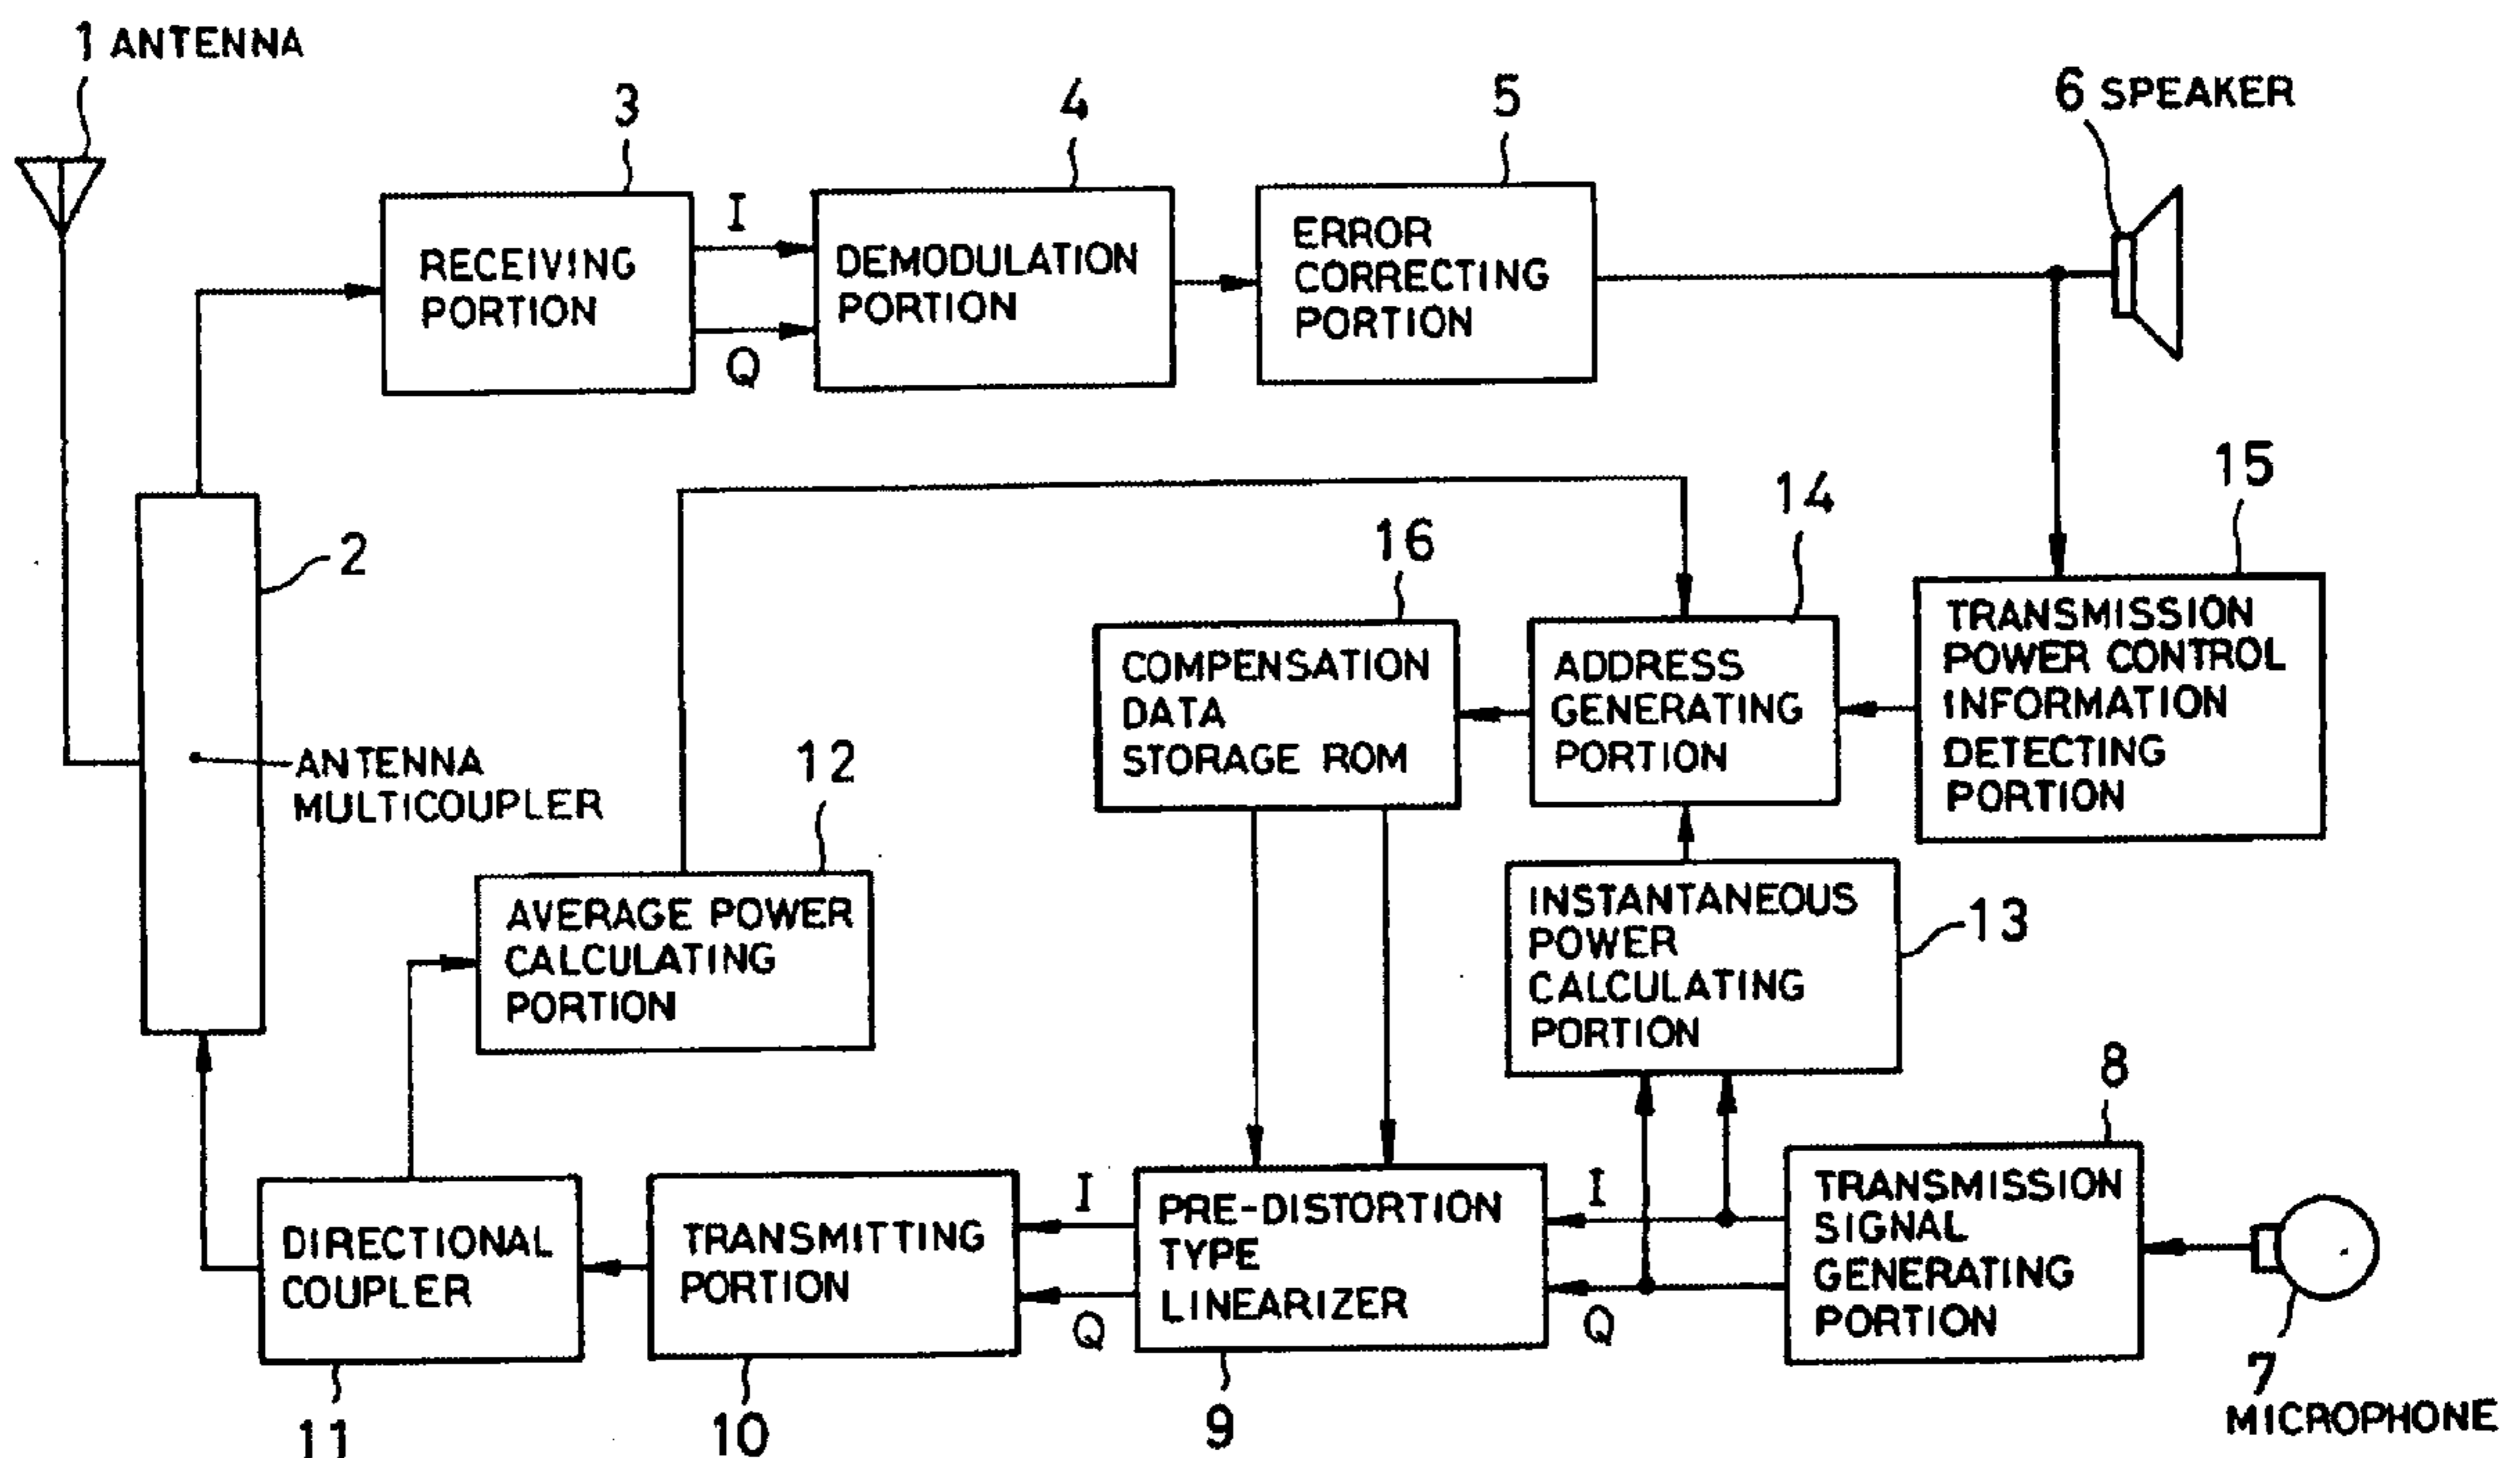 1 ANTENNA
3
4
5
6 SPEAKER
RECEIVING
PORTION
I
Q
DEMODULATION
PORTION
ERROR
CORRECTING
PORTION
2
ANTENNA
MULTICOUPLER
12
AVERAGE POWER
CALCULATING
PORTION
16
COMPENSATION
DATA
STORAGE ROM
14
ADDRESS
GENERATING
PORTION
15
TRANSMISSION
POWER CONTROL
INFORMATION
DETECTING
PORTION
INSTANTANEOUS
POWER
CALCULATING
PORTION
13
DIRECTIONAL
COUPLER
11
TRANSMITTING
PORTION
10
I
Q
PRE-DISTORTION
TYPE
LINEARIZER
9
I
Q
8
TRANSMISSION
SIGNAL
GENERATING
PORTION
7
MICROPHONE